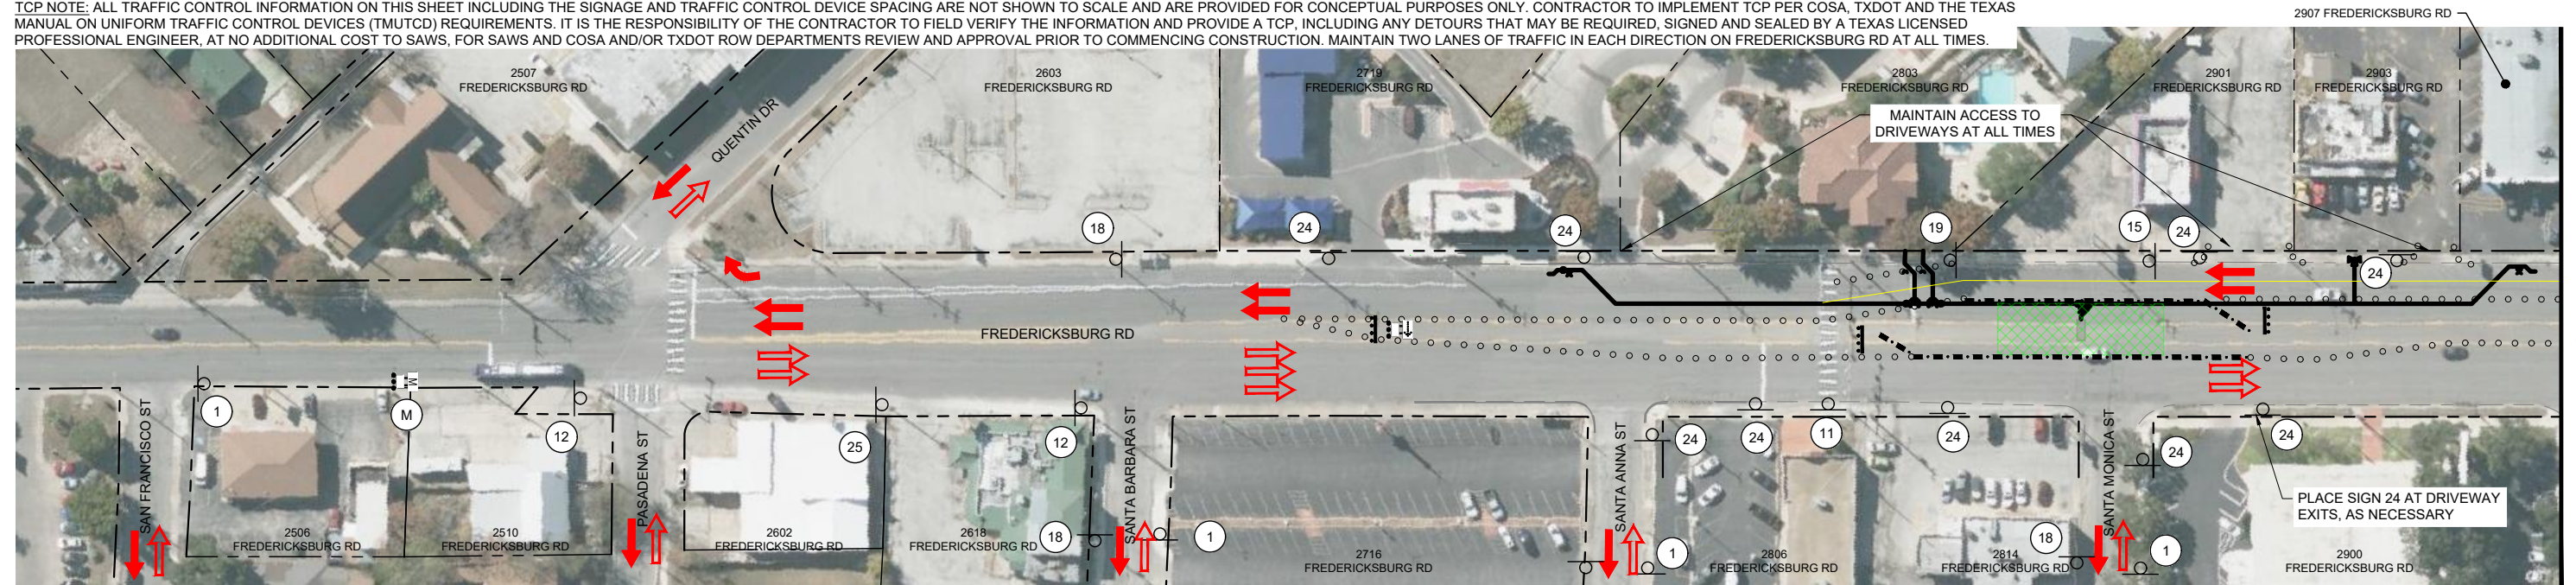 TCP NOTE: ALL TRAFFIC CONTROL INFORMATION ON THIS SHEET INCLUDING THE SIGNAGE AND TRAFFIC CONTROL DEVICE SPACING ARE NOT SHOWN TO SCALE AND ARE PROVIDED FOR CONCEPTUAL PURPOSES ONLY. CONTRACTOR TO IMPLEMENT TCP PER COSA, TXDOT AND THE TEXAS
MANUAL ON UNIFORM TRAFFIC CONTROL DEVICES (TMUTCD) REQUIREMENTS. IT IS THE RESPONSIBILITY OF THE CONTRACTOR TO FIELD VERIFY THE INFORMATION AND PROVIDE A TCP, INCLUDING ANY DETOURS THAT MAY BE REQUIRED, SIGNED AND SEALED BY A TEXAS LICENSED
PROFESSIONAL ENGINEER, AT NO ADDITIONAL COST TO SAWS, FOR SAWS AND COSA AND/OR TXDOT ROW DEPARTMENTS REVIEW AND APPROVAL PRIOR TO COMMENCING CONSTRUCTION. MAINTAIN TWO LANES OF TRAFFIC IN EACH DIRECTION ON FREDERICKSBURG RD AT ALL TIMES.
2907 FREDERICKSBURG RD
2507
FREDERICKSBURG RD
2603
FREDERICKSBURG RD
2719
FREDERICKSBURG RD
2803
FREDERICKSBURG RD
2901
FREDERICKSBURG RD
2903
FREDERICKSBURG RD
QUENTIN DR
MAINTAIN ACCESS TO
DRIVEWAYS AT ALL TIMES
18
24
24
19
15
24
24
FREDERICKSBURG RD
M
1
M
12
25
12
24
24
11
24
24
24
SAN FRANCISCO ST
PASADENA ST
SANTA BARBARA ST
SANTA ANNA ST
SANTA MONICA ST
PLACE SIGN 24 AT DRIVEWAY
EXITS, AS NECESSARY
18
1
1
18
1
2506
FREDERICKSBURG RD
2510
FREDERICKSBURG RD
2602
FREDERICKSBURG RD
2618
FREDERICKSBURG RD
2716
FREDERICKSBURG RD
2806
FREDERICKSBURG RD
2814
FREDERICKSBURG RD
2900
FREDERICKSBURG RD